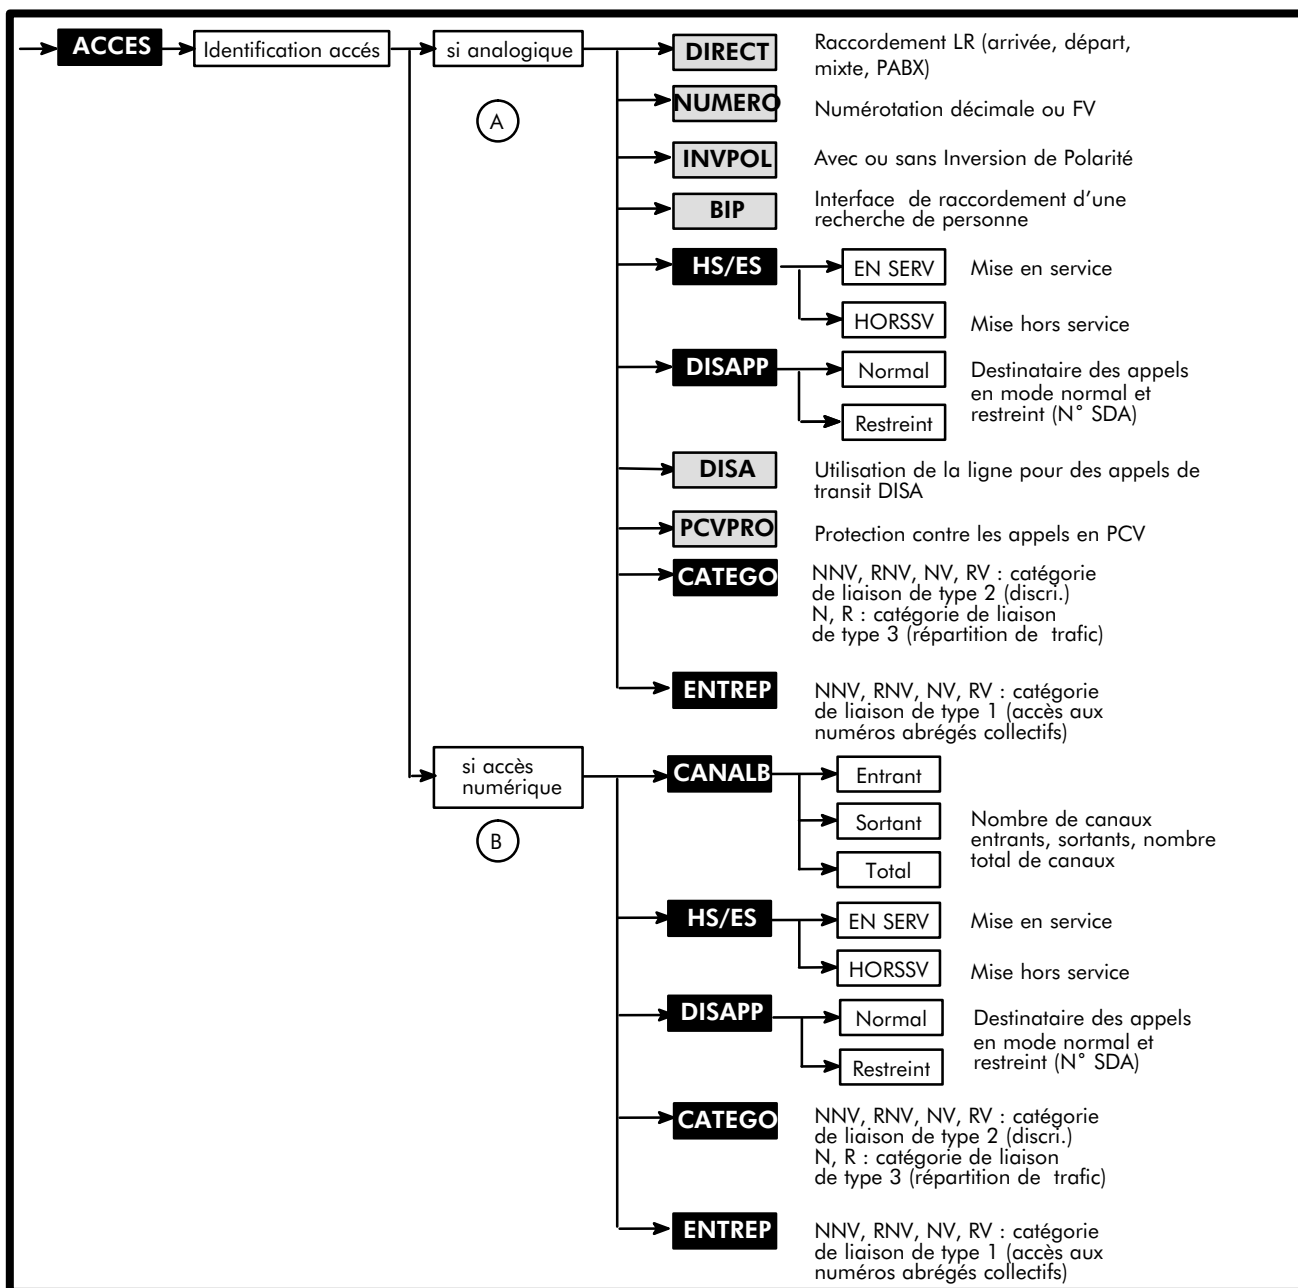 ACCES
Identification accés
si analogique
A
DIRECT
Raccordement LR (arrivée, départ,
mixte, PABX)
NUMERO
Numérotation décimale ou FV
INVPOL
Avec ou sans Inversion de Polarité
BIP
Interface de raccordement d'une
recherche de personne
HS/ES
EN SERV
Mise en service
HORSSV
Mise hors service
DISAPP
Normal
Restreint
Destinataire des appels
en mode normal et
restreint (N° SDA)
DISA
Utilisation de la ligne pour des appels de
transit DISA
PCVPRO
Protection contre les appels en PCV
CATEGO
NNV, RNV, NV, RV : catégorie
de liaison de type 2 (discri.)
N, R : catégorie de liaison
de type 3 (répartition de trafic)
ENTREP
NNV, RNV, NV, RV : catégorie
de liaison de type 1 (accès aux
numéros abrégés collectifs)
si accès
numérique
B
CANALB
Entrant
Sortant
Total
Nombre de canaux
entrants, sortants, nombre
total de canaux
HS/ES
EN SERV
Mise en service
HORSSV
Mise hors service
DISAPP
Normal
Restreint
Destinataire des appels
en mode normal et
restreint (N° SDA)
CATEGO
NNV, RNV, NV, RV : catégorie
de liaison de type 2 (discri.)
N, R : catégorie de liaison
de type 3 (répartition de trafic)
ENTREP
NNV, RNV, NV, RV : catégorie
de liaison de type 1 (accès aux
numéros abrégés collectifs)